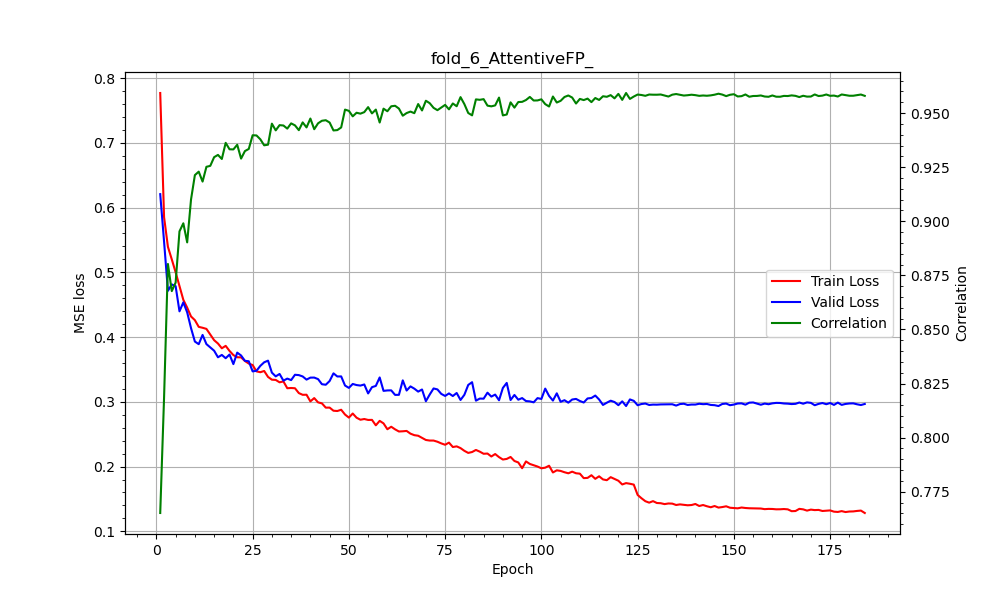 fold_6_AttentiveFP_
0.8
0.7
0.6
0.5
0.4
0.3
0.2
0.1
MSE loss
0.950
0.925
0.900
0.875
0.850
0.825
0.800
0.775
Correlation
Train Loss
Valid Loss
Correlation
0 25 50 75 100 125 150 175
Epoch